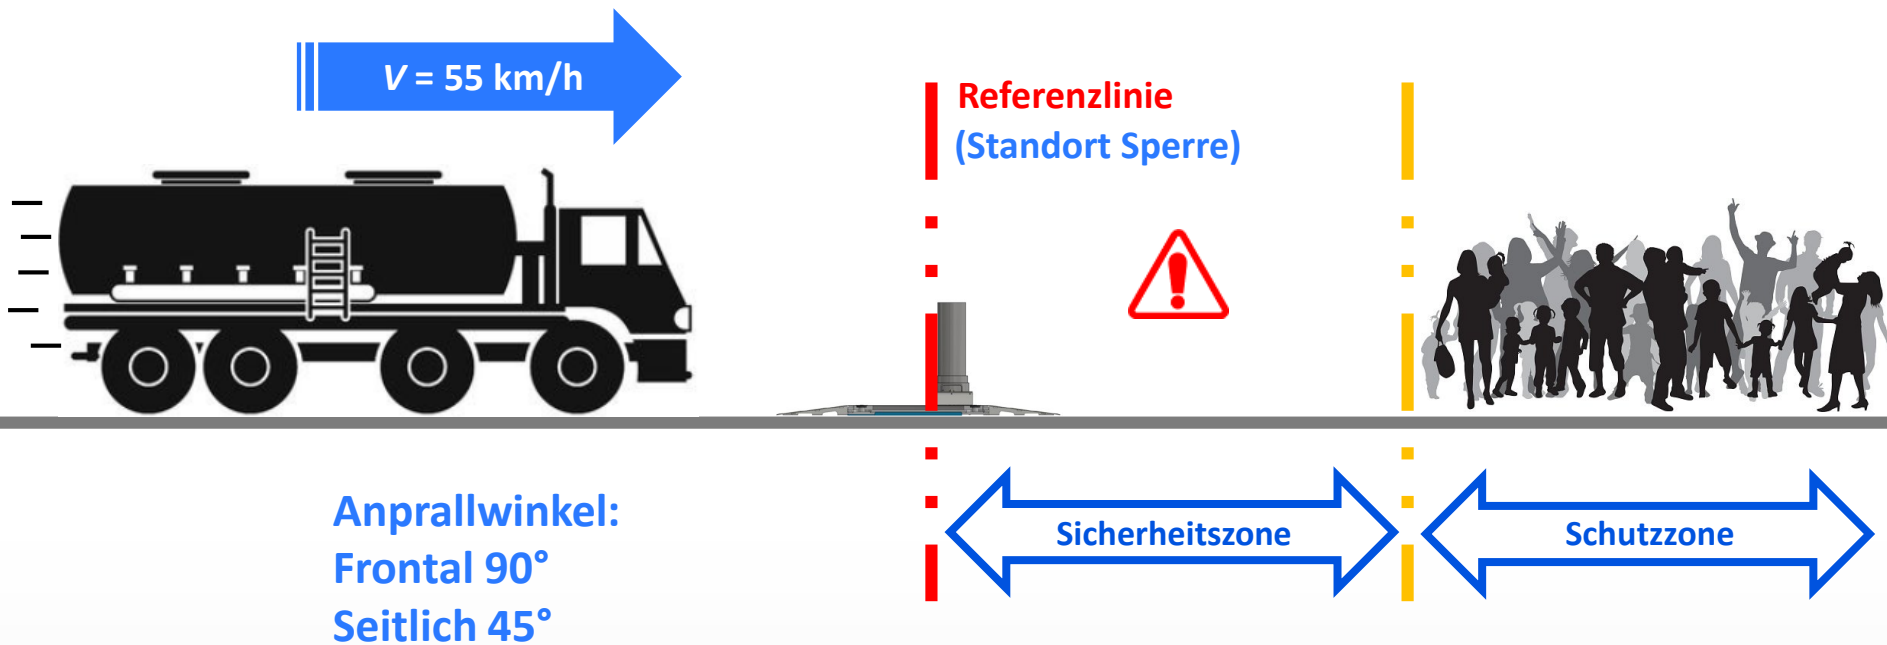 V = 55 km/h
Referenzlinie
(Standort Sperre)
Anprallwinkel:
Frontal 90°
Seitlich 45°
Sicherheitszone
Schutzzone